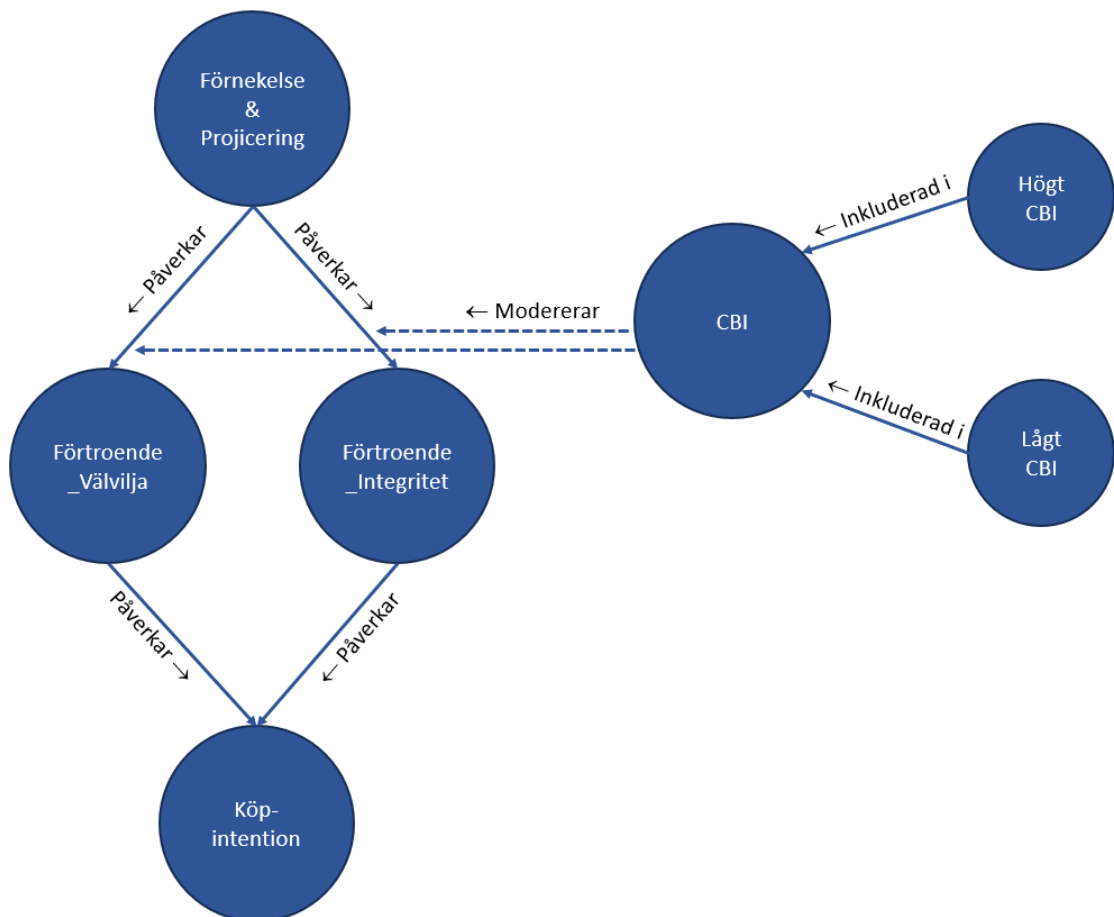 Förnekelse
&
Projicering
Högt
CBI
← Inkluderad i
← Påverkar
Påverkar →
← Modererar
CBI
← Inkluderad i
Lågt
CBI
Förtroende
_Välvilja
Förtroende
_Integritet
Påverkar →
← Påverkar
Köp-
intention